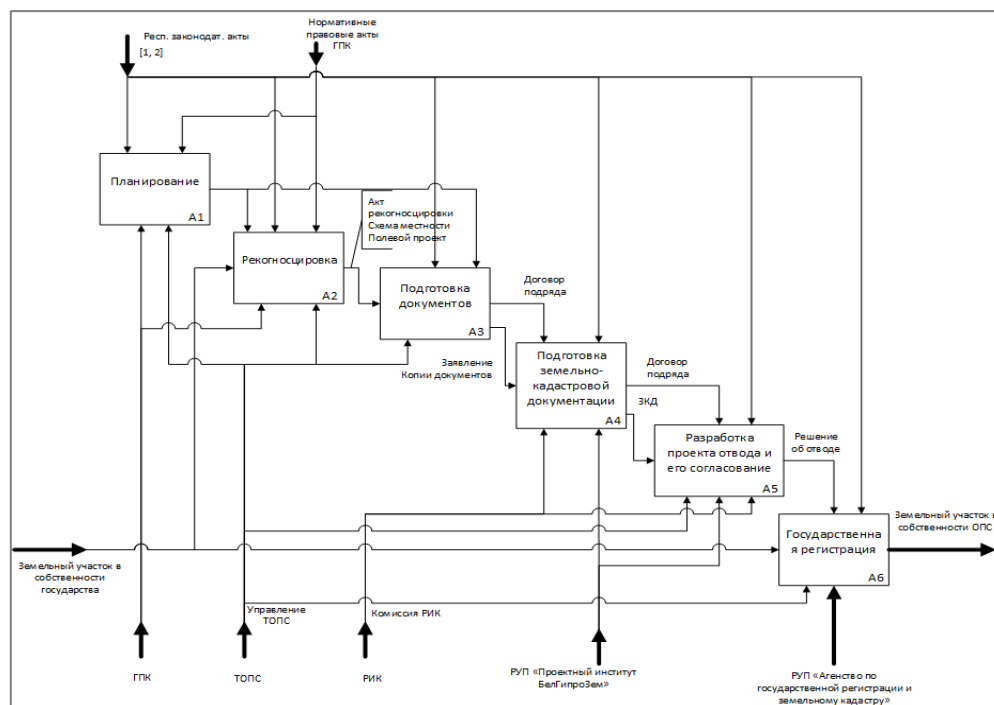 Респ. законодат. акты
[1, 2]
Нормативные
правовые акты
ГПК
Планирование
А1
Акт
рекогносцировки
Схема местности
Полевой проект
Рекогносцировка
А2
Подготовка
документов
А3
Договор
подряда
Заявление
Копии документов
Подготовка
земельно-
кадастровой
документации
А4
Договор
подряда
ЗКД
Разработка
проекта отвода и
его согласование
А5
Решение
об отводе
Земельный участок в
собственности ОПС
Государственна
я регистрация
А6
Земельный участок в
собственности
государства
Управление
ТОПС
Комиссия РИК
ГПК
ТОПС
РИК
РУП «Проектный институт
БелГипроЗем»
РУП «Агенство по
государственной регистрации и
земельному кадастру»